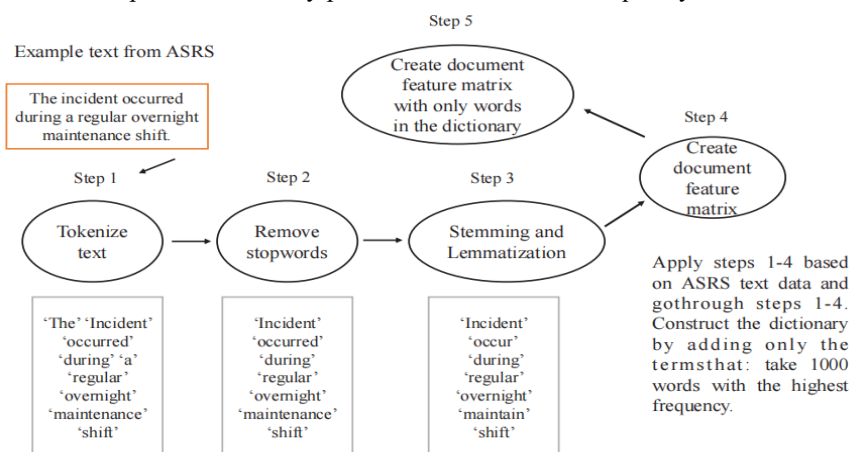 Step 5
Example text from ASRS
Create document
feature matrix
with only words
in the dictionary
The incident occurred
during a regular overnight
maintenance shift.
Step 4
Create
document
feature
matrix
Step 1
Step 2
Step 3
Tokenize
text
Remove
stopwords
Stemming and
Lemmatization
Apply steps 1-4 based
on ASRS text data and
gothrough steps 1-4.
Construct the dictionary
by adding only the
termsthat: take 1000
words with the highest
frequency.
‘The’ ‘Incident’
‘occurred’
‘during’ ‘a’
‘regular’
‘overnight’
‘maintenance’
‘shift’
‘Incident’
‘occurred’
‘during’
‘regular’
‘overnight’
‘maintenance’
‘shift’
‘Incident’
‘occur’
‘during’
‘regular’
‘overnight’
‘maintain’
‘shift’